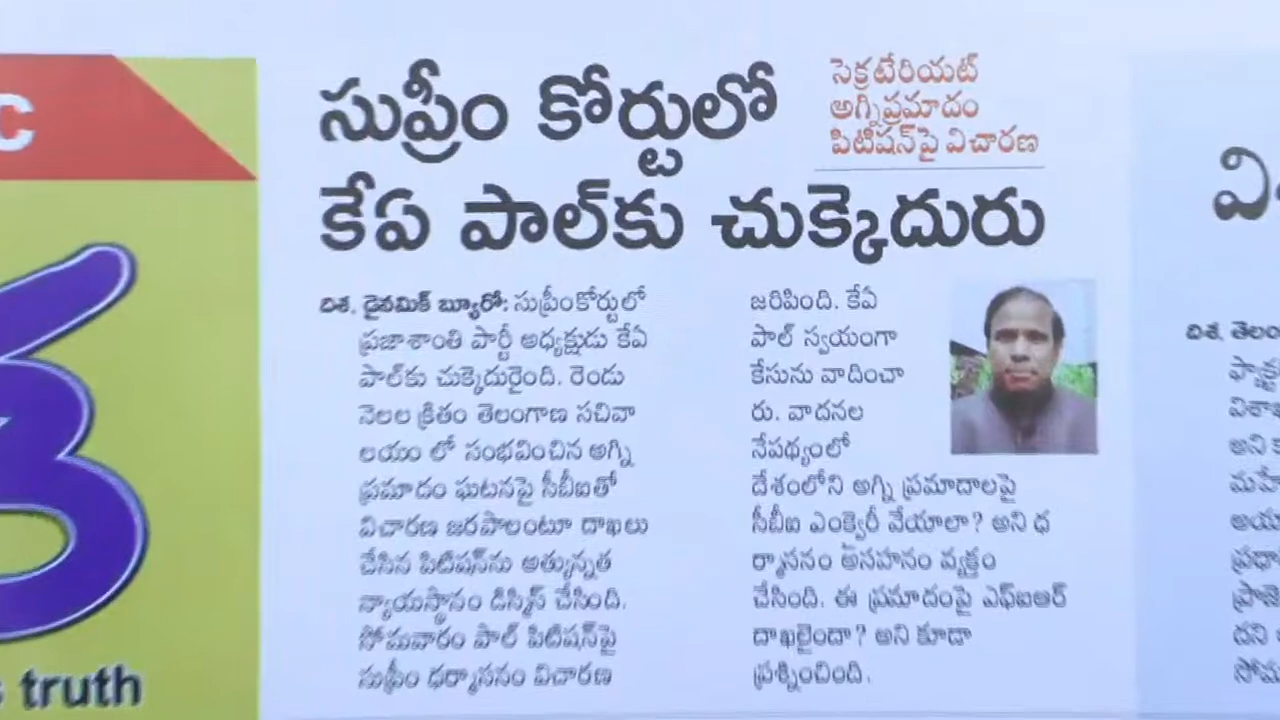 C
truth
సుప్రీం కోర్టులో
కేఏ పాల్‌కు చుక్కెదురు
సెక్రటేరియట్
అగ్నిప్రమాదం
పిటిషన్‌పై విచారణ
దిశ, డైనమిక్ బ్యూరో: సుప్రీంకోర్టులో
ప్రజాశాంతి పార్టీ అధ్యక్షుడు కేఏ
పాల్‌కు చుక్కెదురైంది. రెండు
నెలల క్రితం తెలంగాణ సచివా
లయం లో సంభవించిన అగ్ని
ప్రమాదం ఘటనపై సీబీఐతో
విచారణ జరపాలంటూ దాఖలు
చేసిన పిటిషన్‌ను అత్యున్నత
న్యాయస్థానం డిస్మిస్ చేసింది.
సోమవారం పాల్ పిటిషన్‌పై
సుప్రీం ధర్మాసనం విచారణ
జరిపింది. కేఏ
పాల్ స్వయంగా
కేసును వాదించా
రు. వాదనల
నేపథ్యంలో
దేశంలోని అగ్ని ప్రమాదాలపై
సీబీఐ ఎంక్వైరీ వేయాలా? అని ధ
ర్మాసనం అసహనం వ్యక్తం
చేసింది. ఈ ప్రమాదంపై ఎఫ్ఐఆర్
దాఖలైందా? అని కూడా
ప్రశ్నించింది.
దిశ, తెలం